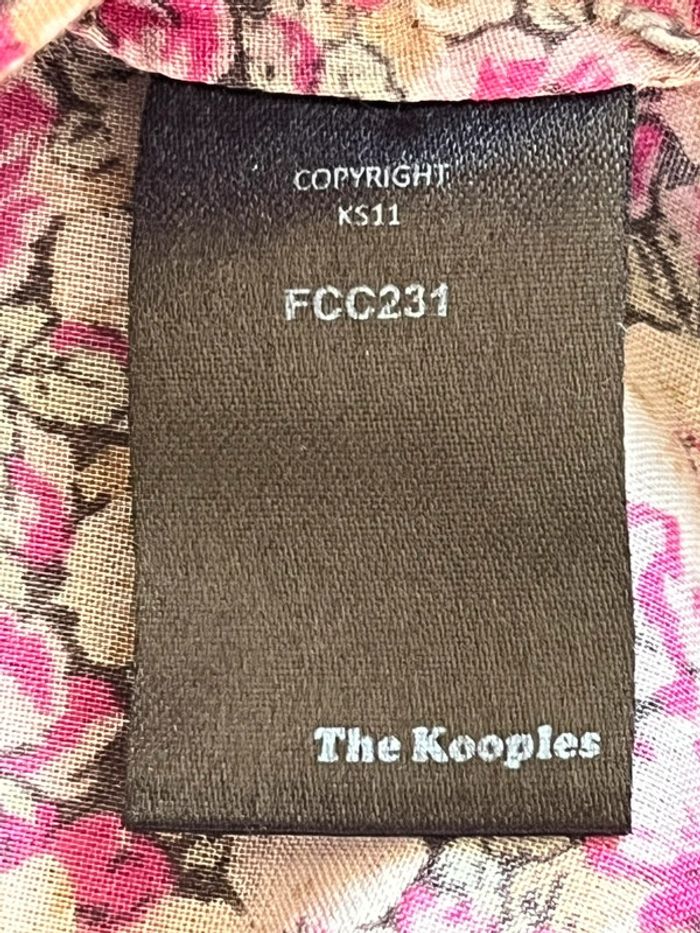 COPYRIGHT
KS11
FCC231
The Kooples